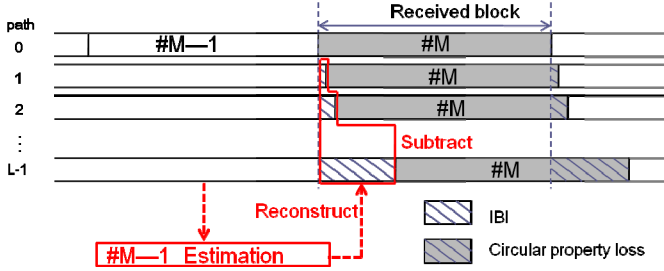 Received block
path
0 #M—1 #M
1 #M
2 #M
⋮
Subtract
L-1 #M
Reconstruct
IBI
#M—1 Estimation
Circular property loss